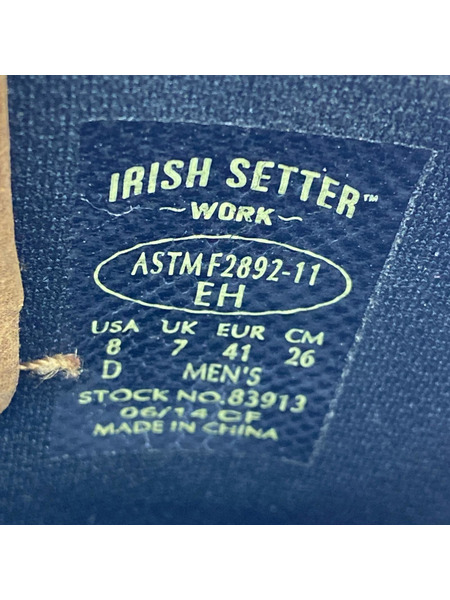 IRISH SETTER™
~WORK~
ASTM F2892-11
EH
USA UK EUR CM
8 7 41 26
D MEN'S
STOCK NO.83913
06/14 CF
MADE IN CHINA